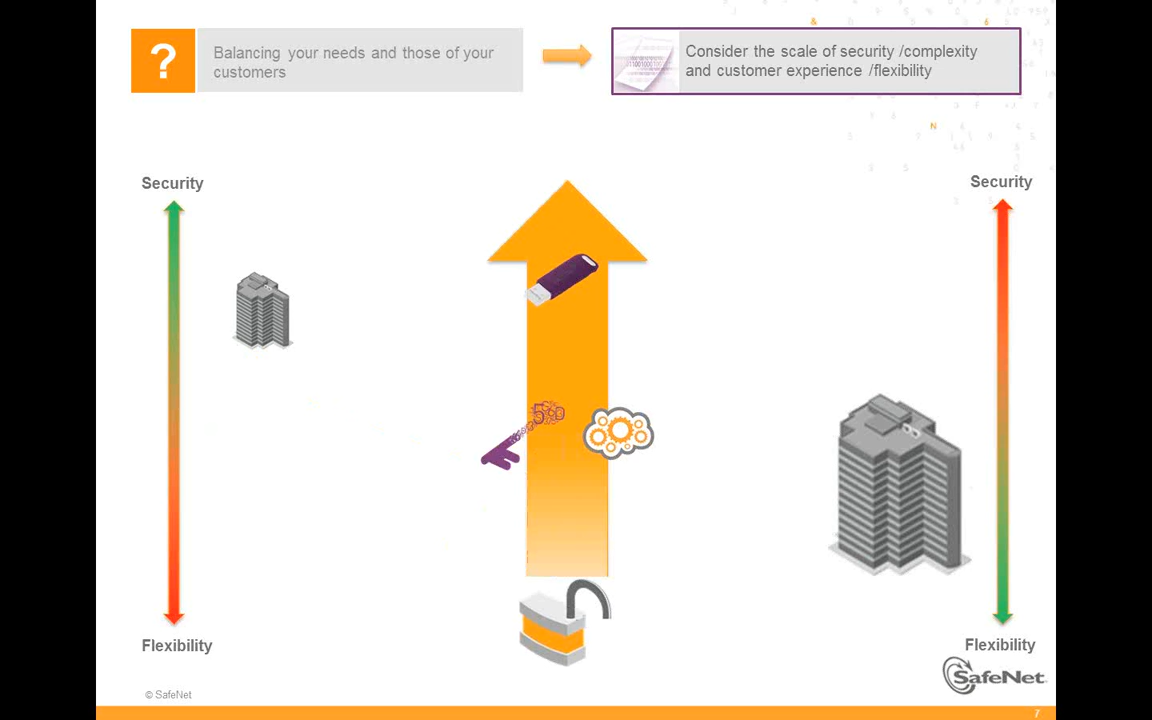 ?
Balancing your needs and those of your
customers
Consider the scale of security /complexity
and customer experience /flexibility
Security
Security
Flexibility
Flexibility
SafeNet
© SafeNet
7